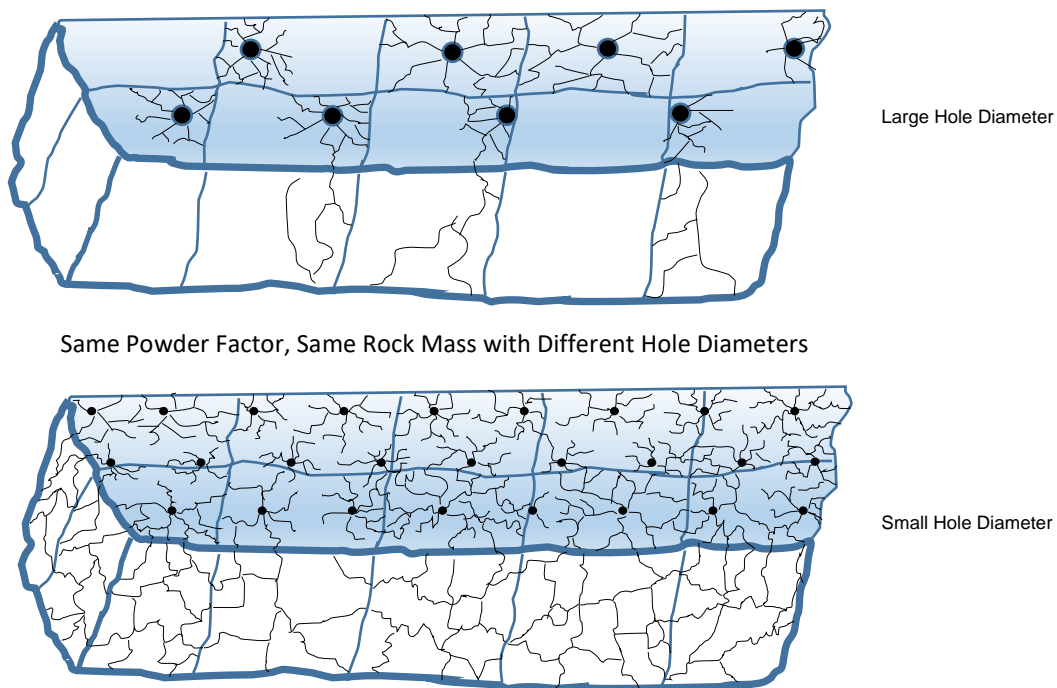 Large Hole Diameter
Same Powder Factor, Same Rock Mass with Different Hole Diameters
Small Hole Diameter